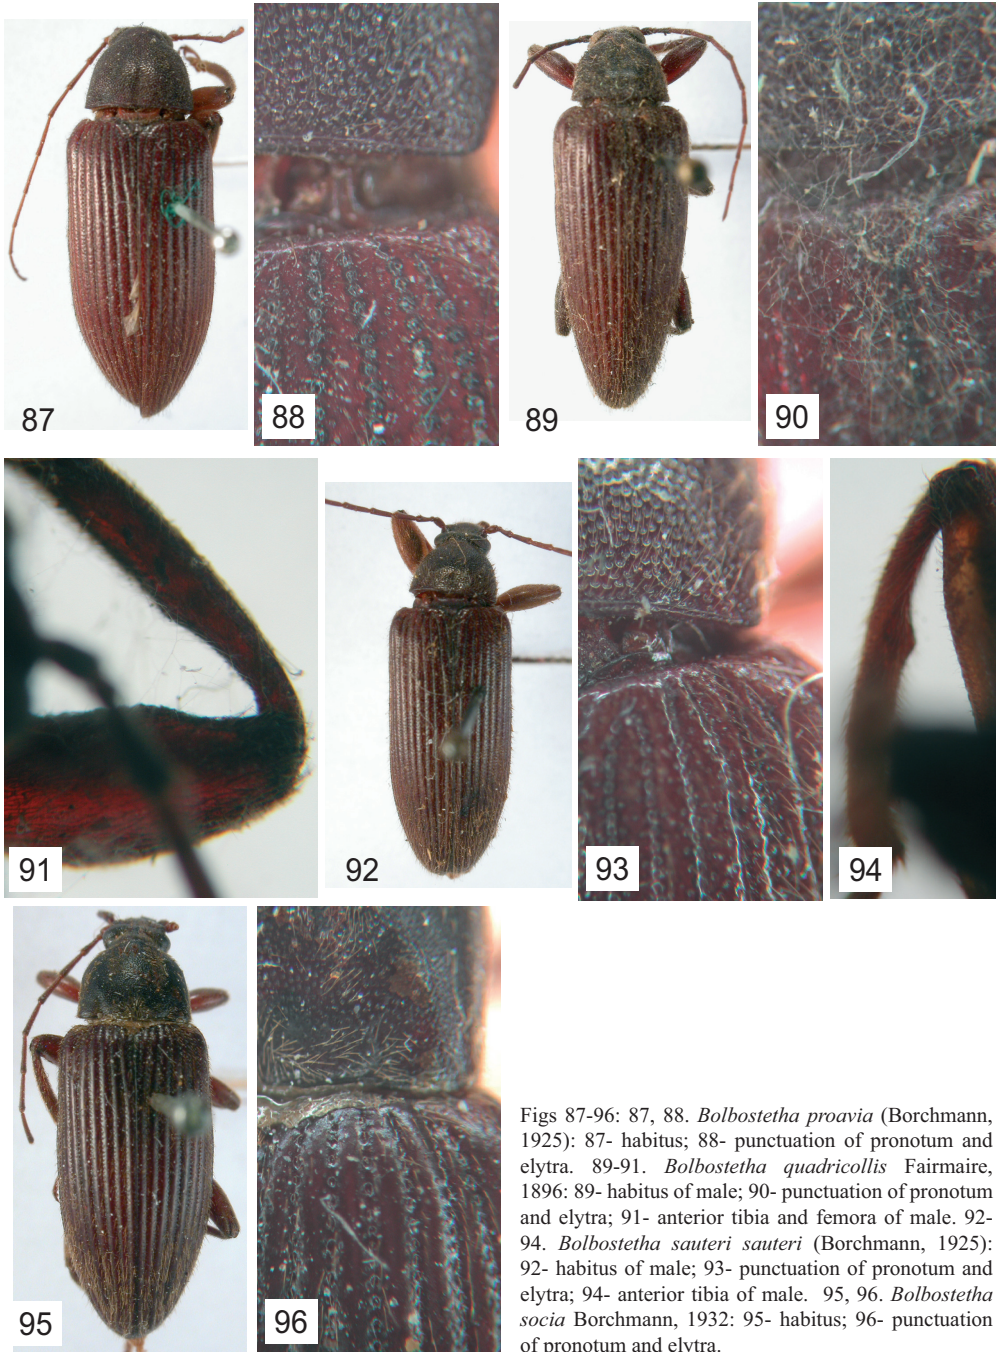 87
88
89
90
91
92
93
94
95
96
Figs 87-96: 87, 88. Bolbostetha proavia (Borchmann,
1925): 87- habitus; 88- punctuation of pronotum and
elytra. 89-91. Bolbostetha quadricollis Fairmaire,
1896: 89- habitus of male; 90- punctuation of pronotum
and elytra; 91- anterior tibia and femora of male. 92-
94. Bolbostetha sauteri sauteri (Borchmann, 1925):
92- habitus of male; 93- punctuation of pronotum and
elytra; 94- anterior tibia of male. 95, 96. Bolbostetha
socia Borchmann, 1932: 95- habitus; 96- punctuation
of pronotum and elytra.